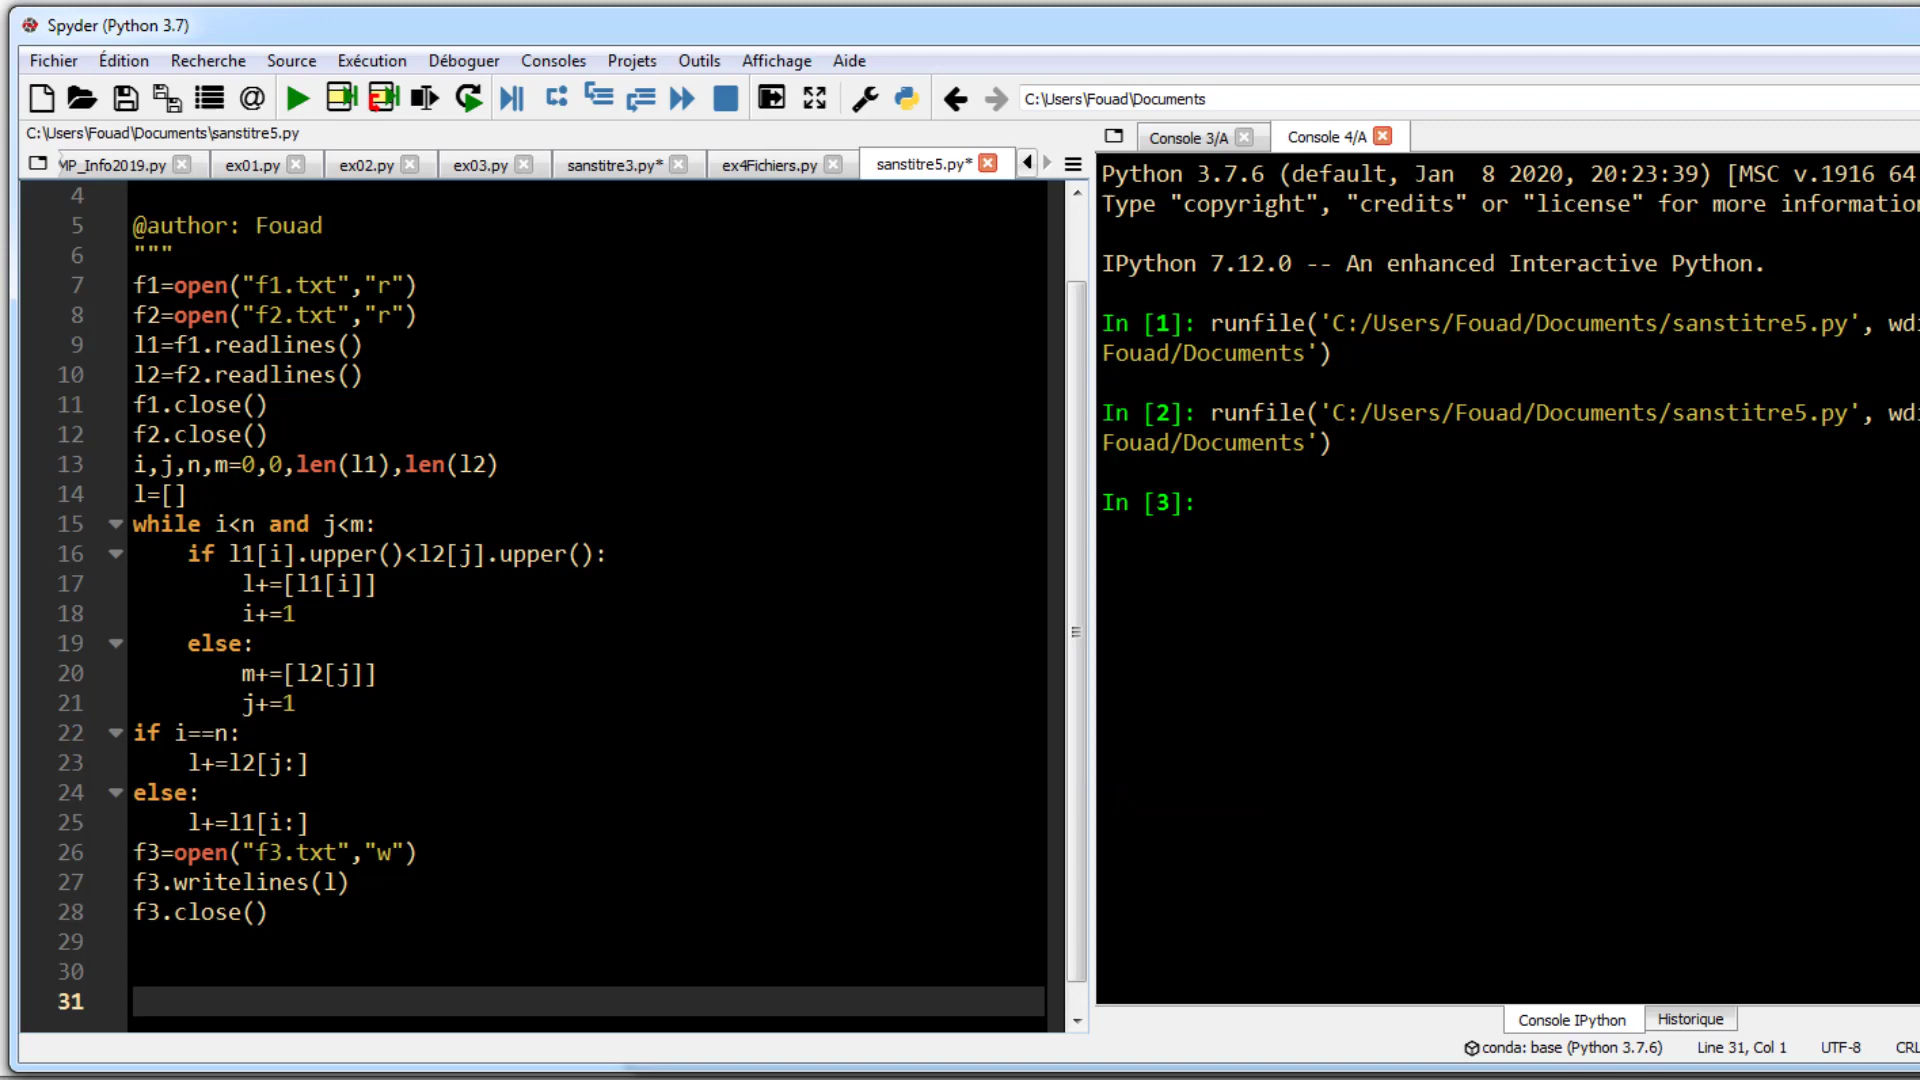 Spyder (Python 3.7)
Fichier Édition Recherche Source Exécution Déboguer Consoles Projets Outils Affichage Aide
C:\Users\Fouad\Documents
C:\Users\Fouad\Documents\sanstitre5.py
MP_Info2019.py ex01.py ex02.py ex03.py sanstitre3.py* ex4Fichiers.py sanstitre5.py*
4
5 @author: Fouad
6 """
7 f1=open("f1.txt","r")
8 f2=open("f2.txt","r")
9 l1=f1.readlines()
10 l2=f2.readlines()
11 f1.close()
12 f2.close()
13 i,j,n,m=0,0,len(l1),len(l2)
14 l=[]
15 while i<n and j<m:
16 if l1[i].upper()<l2[j].upper():
17 l+=[l1[i]]
18 i+=1
19 else:
20 m+=[l2[j]]
21 j+=1
22 if i==n:
23 l+=l2[j:]
24 else:
25 l+=l1[i:]
26 f3=open("f3.txt","w")
27 f3.writelines(l)
28 f3.close()
29
30
31
Console 3/A Console 4/A
Python 3.7.6 (default, Jan 8 2020, 20:23:39) [MSC v.1916 64
Type "copyright", "credits" or "license" for more informatio
IPython 7.12.0 -- An enhanced Interactive Python.
In [1]: runfile('C:/Users/Fouad/Documents/sanstitre5.py', wd
Fouad/Documents')
In [2]: runfile('C:/Users/Fouad/Documents/sanstitre5.py', wd
Fouad/Documents')
In [3]:
Console IPython Historique
conda: base (Python 3.7.6) Line 31, Col 1 UTF-8 CRL